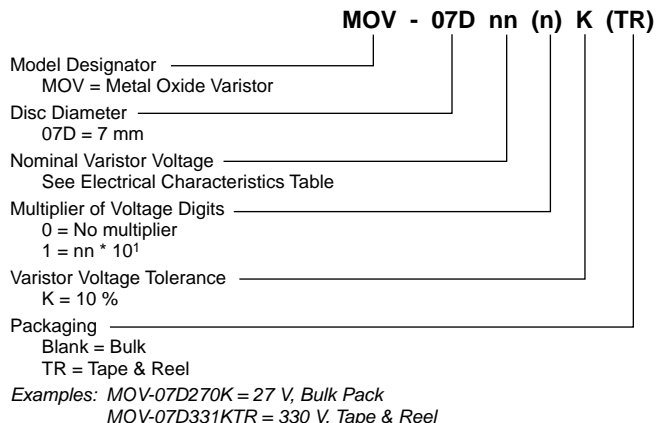 MOV - 07D nn (n) K (TR)
Model Designator
MOV = Metal Oxide Varistor
Disc Diameter
07D = 7 mm
Nominal Varistor Voltage
See Electrical Characteristics Table
Multiplier of Voltage Digits
0 = No multiplier
1 = nn * 10¹
Varistor Voltage Tolerance
K = 10 %
Packaging
Blank = Bulk
TR = Tape & Reel
Examples: MOV-07D270K = 27 V, Bulk Pack
MOV-07D331KTR = 330 V, Tape & Reel